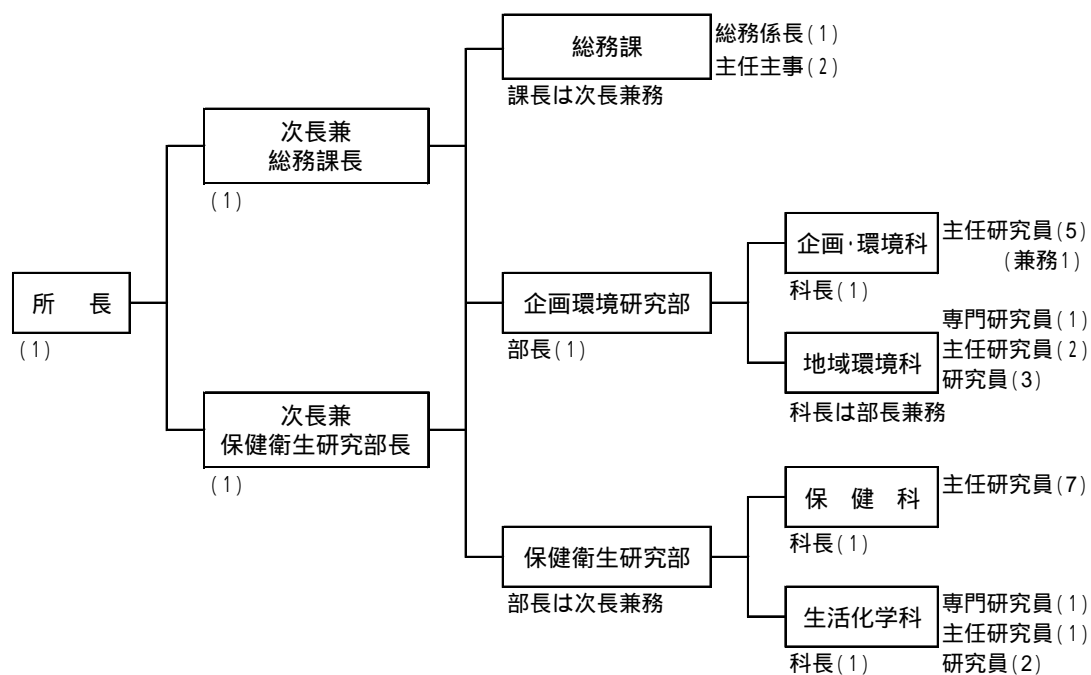 総務課
総務係長(1)
主任主事(2)
課長は次長兼務
次長兼
総務課長
(1)
企画・環境科
主任研究員(5)
(兼務1)
科長(1)
所 長
(1)
企画環境研究部
部長(1)
専門研究員(1)
地域環境科
主任研究員(2)
研究員(3)
科長は部長兼務
次長兼
保健衛生研究部長
(1)
保 健 科
主任研究員(7)
科長(1)
保健衛生研究部
部長は次長兼務
生活化学科
専門研究員(1)
主任研究員(1)
科長(1)
研究員(2)